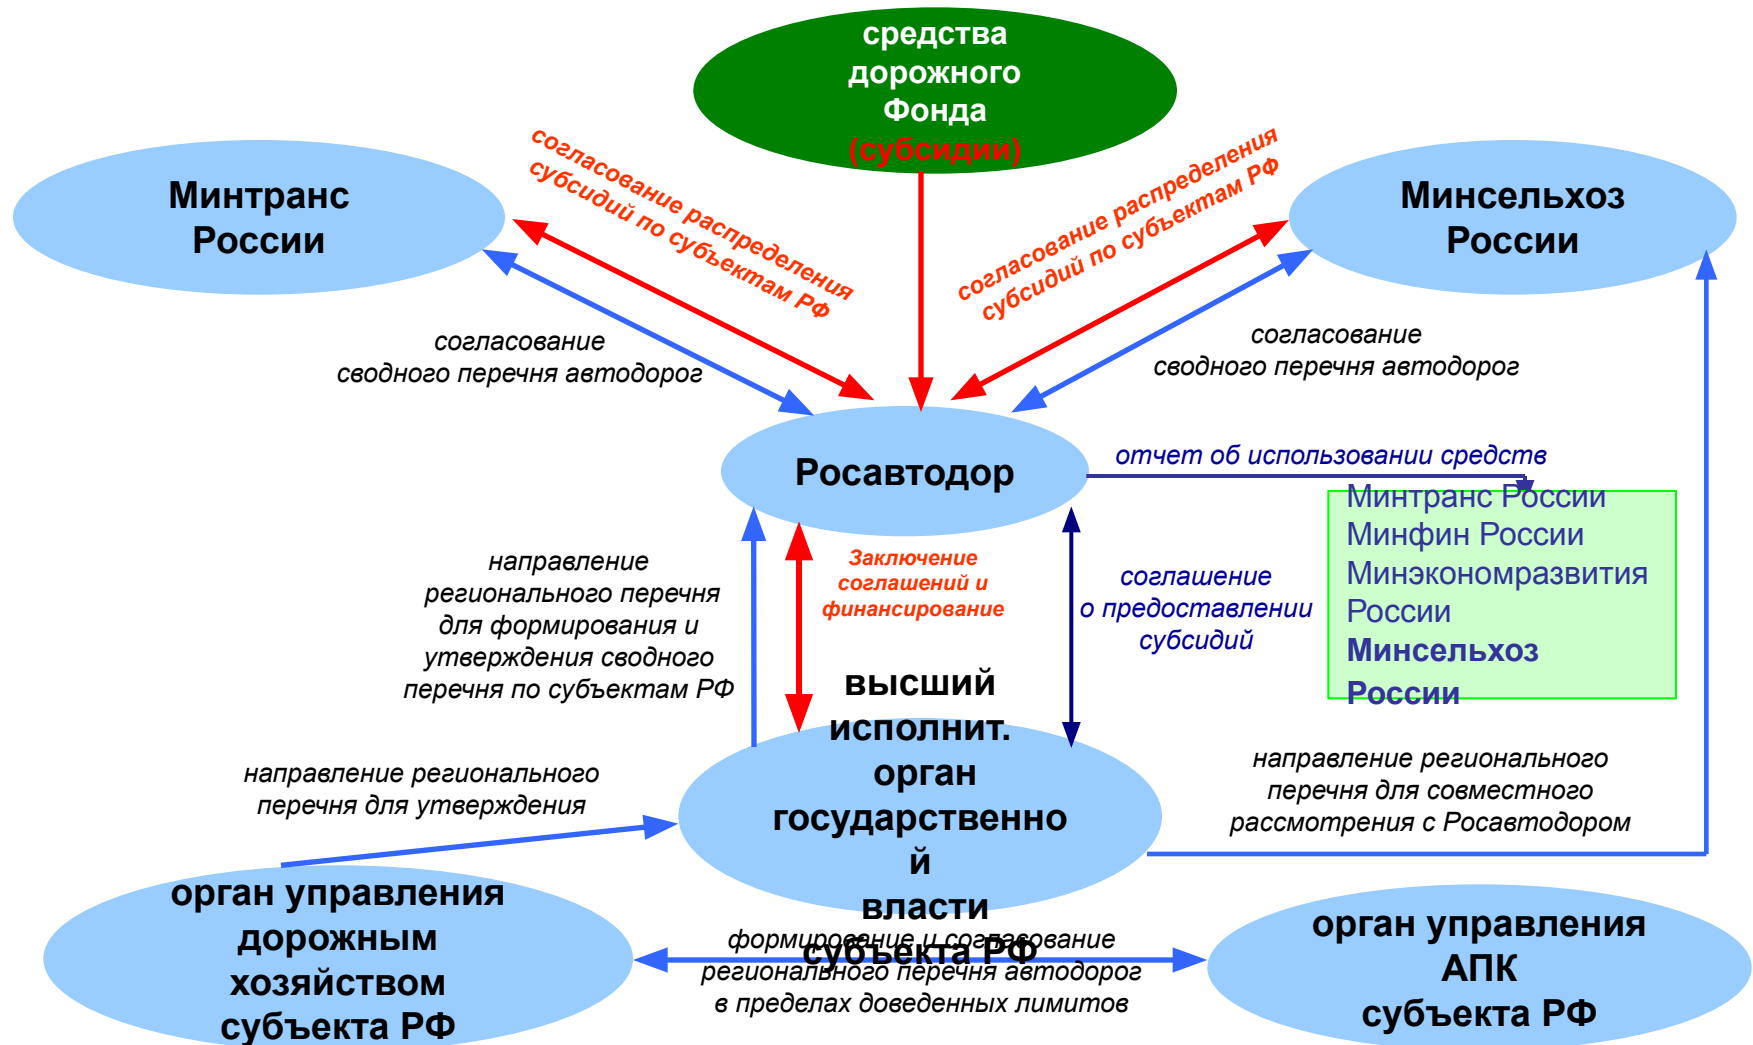 средства
дорожного
Фонда
(субсидии)
Минтранс
России
согласование распределения
субсидий по субъектам РФ
согласование распределения
субсидий по субъектам РФ
Минсельхоз
России
согласование
сводного перечня автодорог
согласование
сводного перечня автодорог
Росавтодор
отчет об использовании средств
Минтранс России
Минфин России
Минэкономразвития
России
Минсельхоз
России
направление
регионального перечня
для формирования и
утверждения сводного
перечня по субъектам РФ
Заключение
соглашений и
финансирование
соглашение
о предоставлении
субсидий
высший
исполнит.
орган
государственно
й
власти
субъекта РФ
направление регионального
перечня для утверждения
направление регионального
перечня для совместного
рассмотрения с Росавтодором
орган управления
дорожным
хозяйством
субъекта РФ
формирование и согласование
регионального перечня автодорог
в пределах доведенных лимитов
орган управления
АПК
субъекта РФ